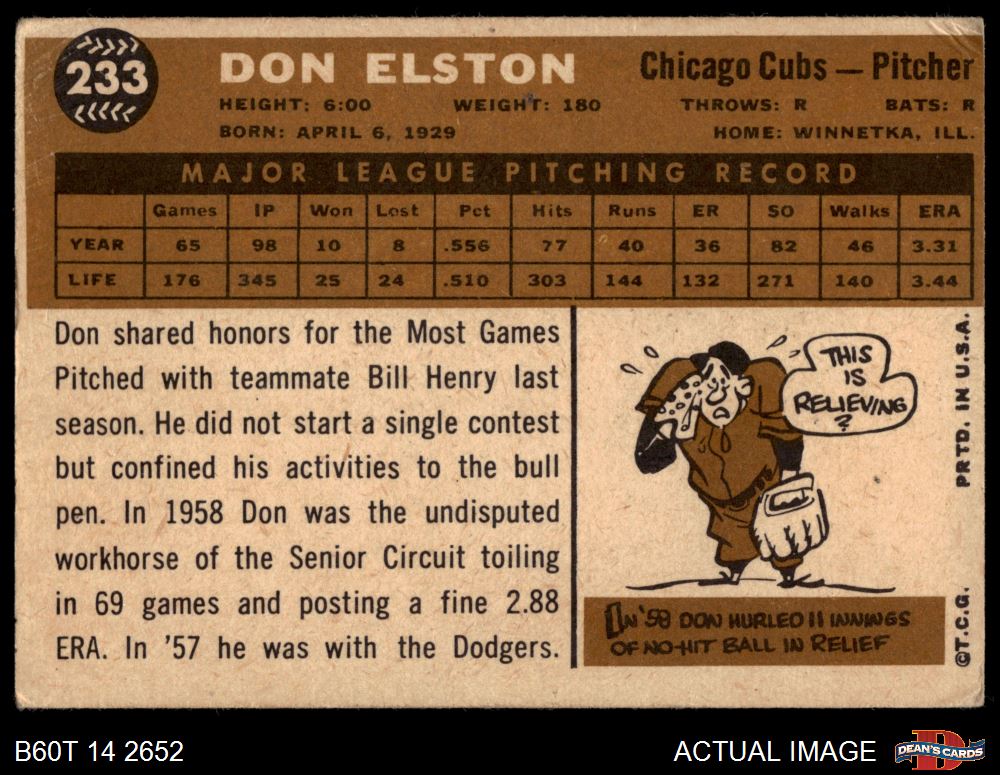 233
DON ELSTON
Chicago Cubs — Pitcher
HEIGHT: 6:00 WEIGHT: 180 THROWS: R BATS: R
BORN: APRIL 6, 1929 HOME: WINNETKA, ILL.
MAJOR LEAGUE PITCHING RECORD
Games IP Won Lost Pct Hits Runs ER SO Walks ERA
YEAR 65 98 10 8 .556 77 40 36 82 46 3.31
LIFE 176 345 25 24 .510 303 144 132 271 140 3.44
Don shared honors for the Most Games
Pitched with teammate Bill Henry last
season. He did not start a single contest
but confined his activities to the bull
pen. In 1958 Don was the undisputed
workhorse of the Senior Circuit toiling
in 69 games and posting a fine 2.88
ERA. In '57 he was with the Dodgers.
THIS
IS
RELIEVING
?
IN '58 DON HURLED 11 INNINGS
OF NO-HIT BALL IN RELIEF
PRTD. IN U.S.A.
©T.C.G.
B60T 14 2652
ACTUAL IMAGE
D
DEAN'S CARDS